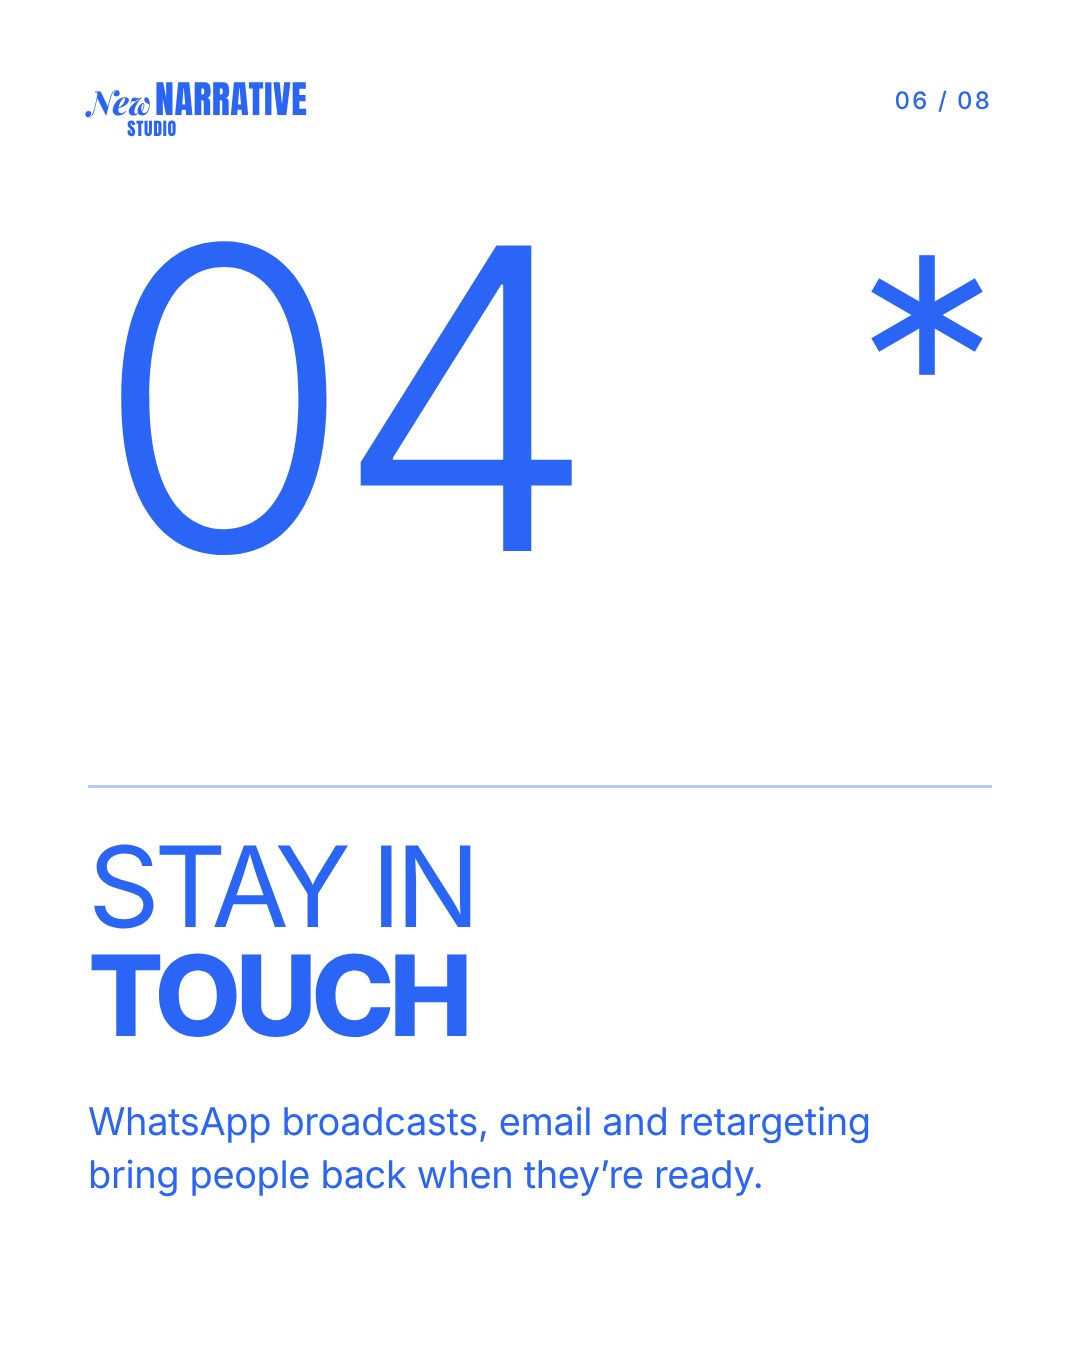 New NARRATIVE
STUDIO
06 / 08
04
*
STAY IN
TOUCH
WhatsApp broadcasts, email and retargeting
bring people back when they’re ready.